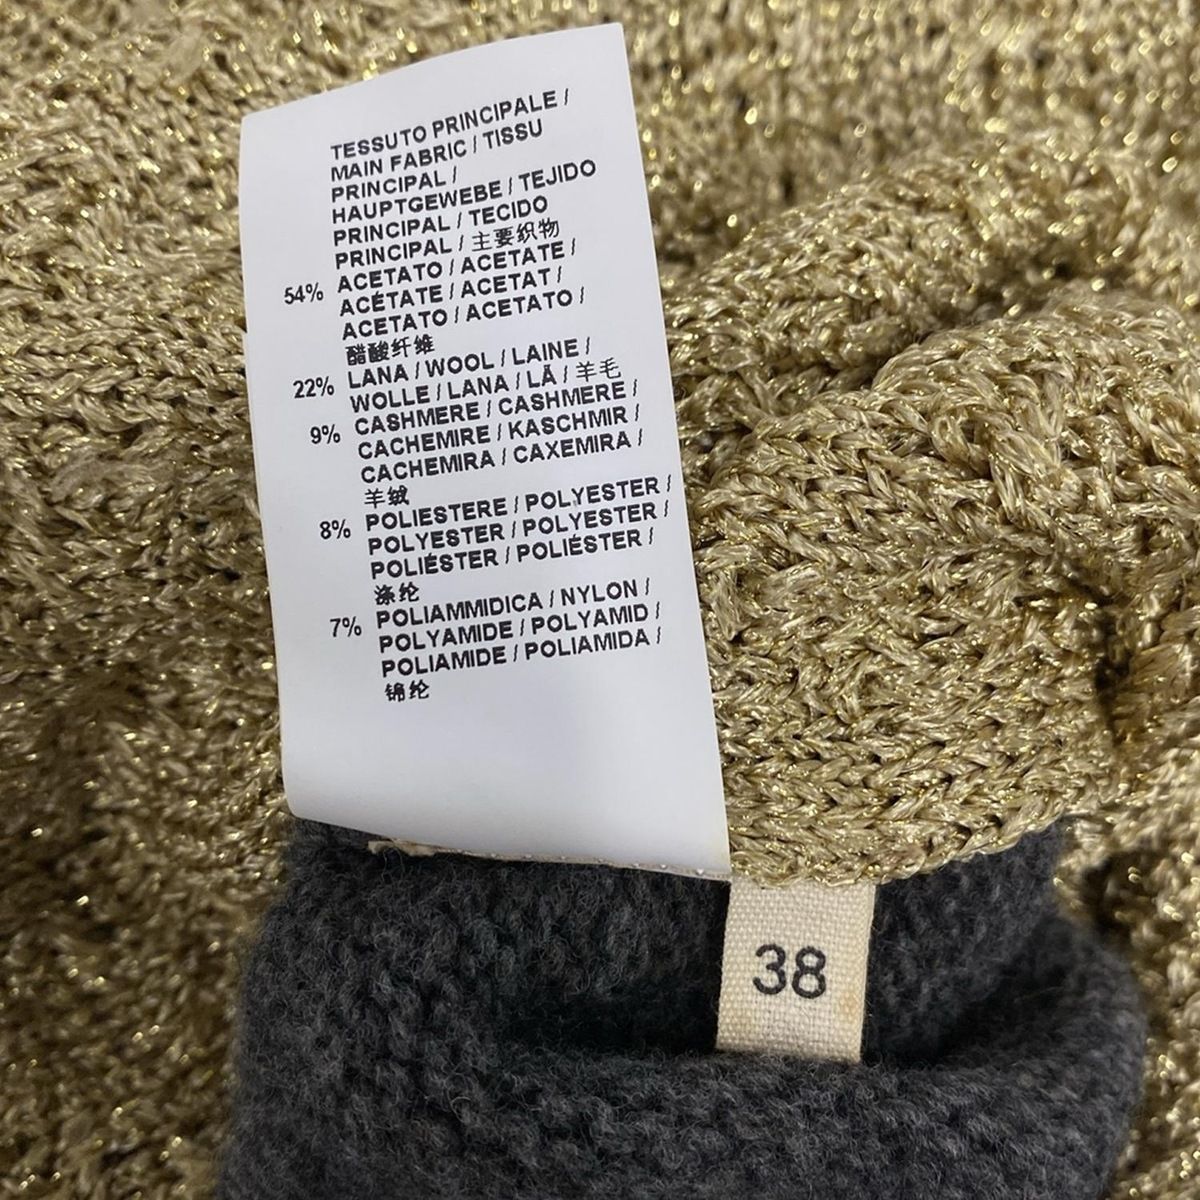 TESSUTO PRINCIPALE /
MAIN FABRIC / TISSU
PRINCIPAL /
HAUPTGEWEBE / TEJIDO
PRINCIPAL / TECIDO
PRINCIPAL / 主要织物
54% ACETATO / ACETATE /
ACÉTATE / ACETAT /
ACETATO / ACETATO /
醋酸纤维
22% LANA / WOOL / LAINE /
WOLLE / LANA / LÃ / 羊毛
9% CASHMERE / CASHMERE /
CACHEMIRE / KASCHMIR /
CACHEMIRA / CAXEMIRA /
羊绒
8% POLIESTERE / POLYESTER /
POLYESTER / POLYESTER /
POLIÉSTER / POLIÉSTER /
涤纶
7% POLIAMMIDICA / NYLON /
POLYAMIDE / POLYAMID /
POLIAMIDE / POLIAMIDA /
锦纶
38